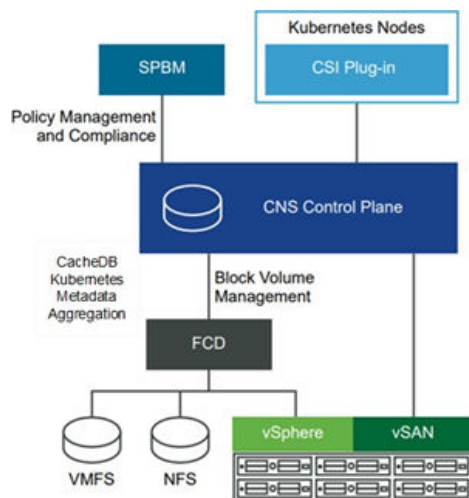 Kubernetes Nodes
SPBM
CSI Plug-in
Policy Management
and Compliance
CNS Control Plane
CacheDB
Kubernetes
Metadata
Aggregation
Block Volume
Management
FCD
vSphere
vSAN
VMFS
NFS